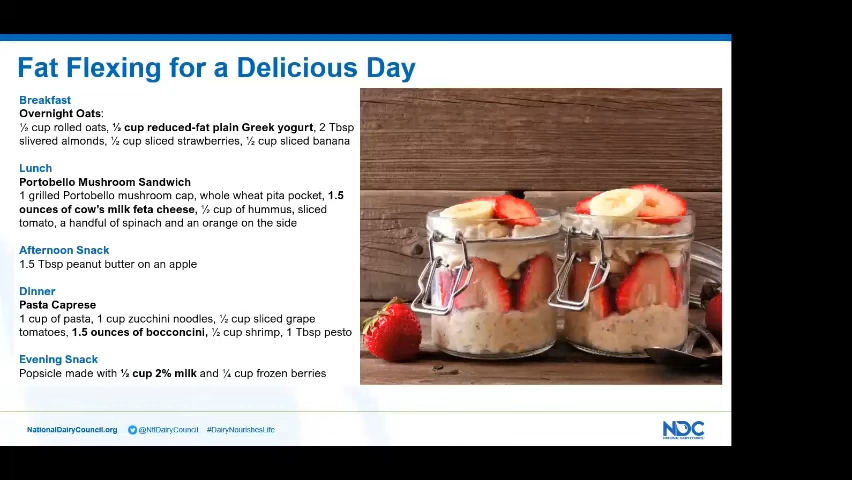 Fat Flexing for a Delicious Day
Breakfast
Overnight Oats:
½ cup rolled oats, ½ cup reduced-fat plain Greek yogurt, 2 Tbsp
slivered almonds, ½ cup sliced strawberries, ½ cup sliced banana
Lunch
Portobello Mushroom Sandwich
1 grilled Portobello mushroom cap, whole wheat pita pocket, 1.5
ounces of cow's milk feta cheese, ⅓ cup of hummus, sliced
tomato, a handful of spinach and an orange on the side
Afternoon Snack
1.5 Tbsp peanut butter on an apple
Dinner
Pasta Caprese
1 cup of pasta, 1 cup zucchini noodles, ½ cup sliced grape
tomatoes, 1.5 ounces of bocconcini, ½ cup shrimp, 1 Tbsp pesto
Evening Snack
Popsicle made with ½ cup 2% milk and ¼ cup frozen berries
NationalDairyCouncil.org @NtlDairyCouncil #DairyNourishesLife
NDC
NATIONAL DAIRY COUNCIL